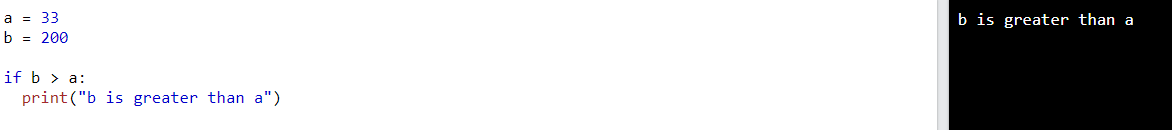 a = 33
b = 200
if b > a:
  print("b is greater than a")
b is greater than a